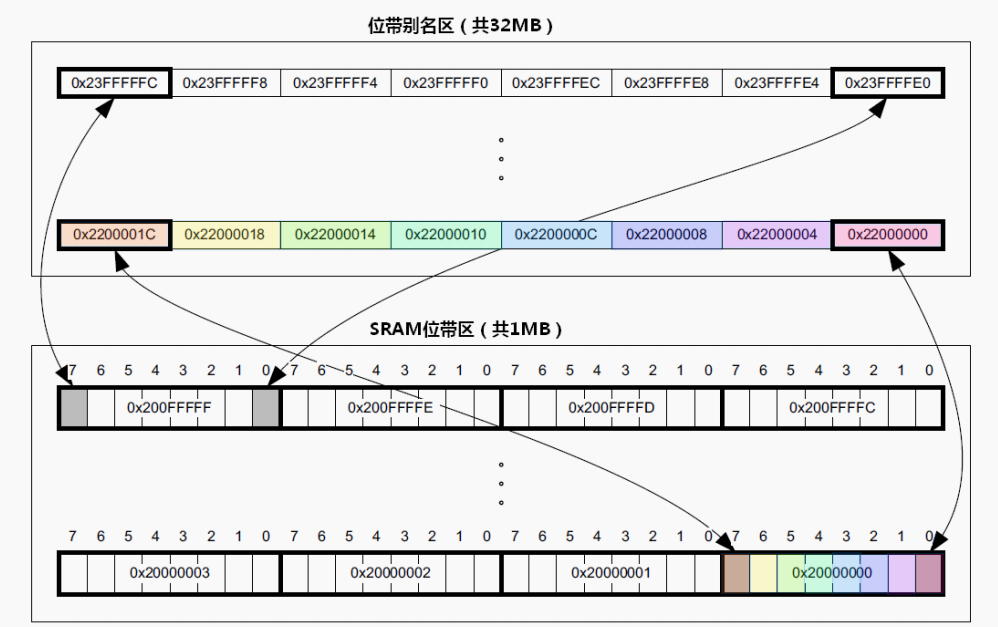 位带别名区（共32MB）
0x23FFFFFC 0x23FFFFF8 0x23FFFFF4 0x23FFFFF0 0x23FFFFEC 0x23FFFFE8 0x23FFFFE4 0x23FFFFE0
0x2200001C 0x22000018 0x22000014 0x22000010 0x2200000C 0x22000008 0x22000004 0x22000000
SRAM位带区（共1MB）
7 6 5 4 3 2 1 0 7 6 5 4 3 2 1 0 7 6 5 4 3 2 1 0 7 6 5 4 3 2 1 0
0x200FFFFF 0x200FFFFE 0x200FFFFD 0x200FFFFC
7 6 5 4 3 2 1 0 7 6 5 4 3 2 1 0 7 6 5 4 3 2 1 0 7 6 5 4 3 2 1 0
0x20000003 0x20000002 0x20000001 0x20000000